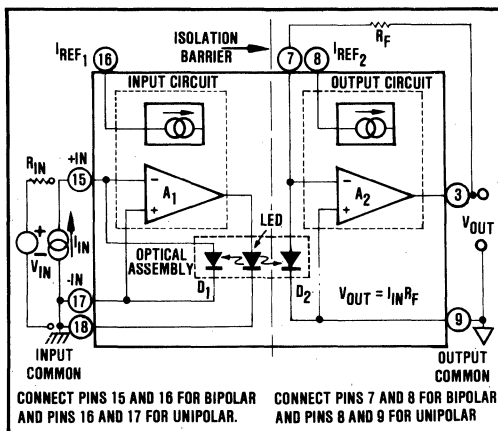 ISOLATION
BARRIER
RF
IREF1
16
7
8
IREF2
INPUT CIRCUIT
OUTPUT CIRCUIT
RIN
+IN
15
A1
A2
3
VOUT
LED
IIN
VIN
OPTICAL
ASSEMBLY
D1
D2
VOUT = IINRF
-IN
17
18
9
INPUT
COMMON
OUTPUT
COMMON
CONNECT PINS 15 AND 16 FOR BIPOLAR
AND PINS 16 AND 17 FOR UNIPOLAR.
CONNECT PINS 7 AND 8 FOR BIPOLAR
AND PINS 8 AND 9 FOR UNIPOLAR